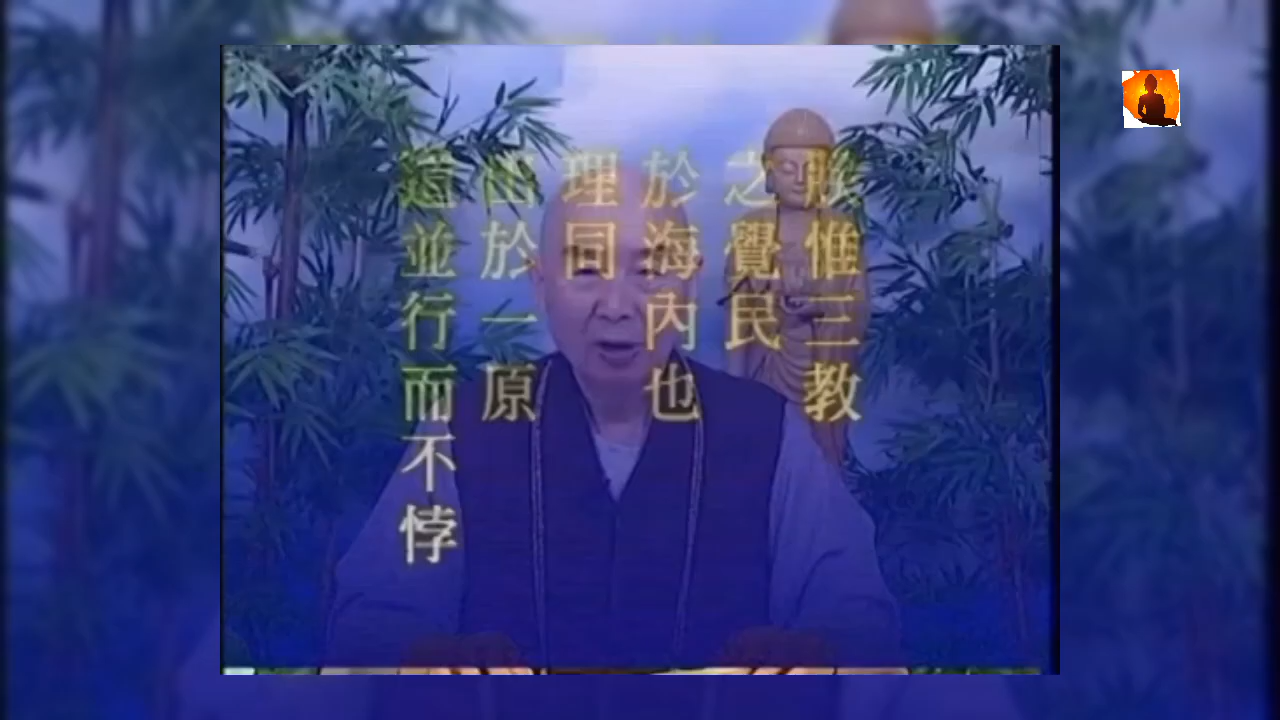 朕惟三教
之覺民
於海內也
理同
出於一原
道並行而不悖